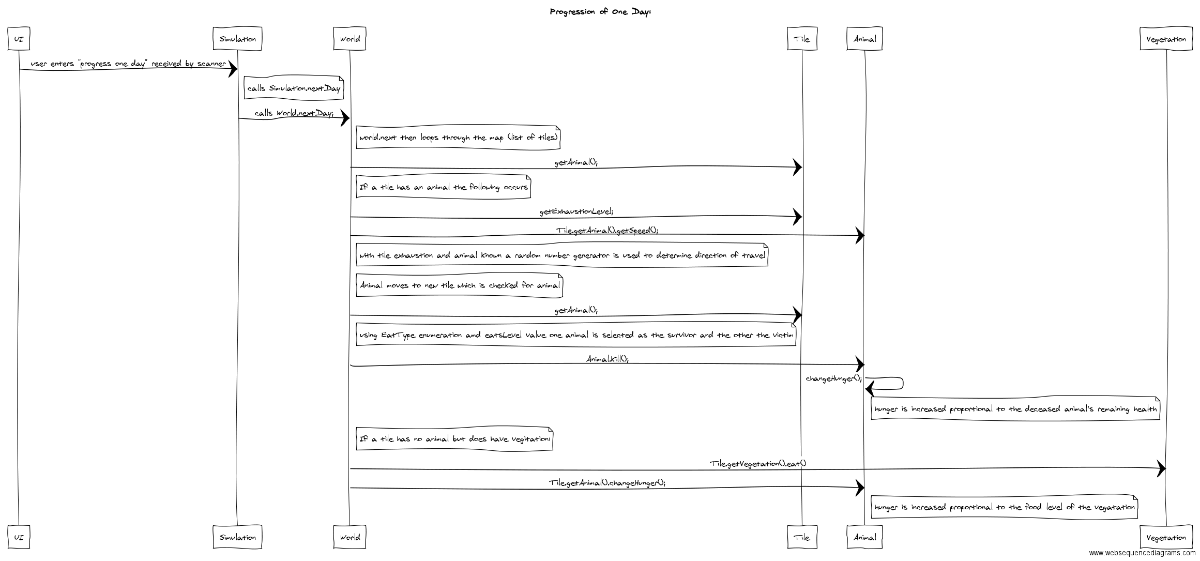 Progression of One Day:
UI
Simulation
World
Tile
Animal
Vegetation
user enters "progress one day" received by scanner
calls Simulation.next.Day
calls World.next.Day;
world.next then loops through the map (list of tiles)
getAnimal();
If a tile has an animal the following occurs
getExhaustionLevel;
Tile.getAnimal().getSpeed();
with tile exhaustion and animal known a random number generator is used to determine direction of travel
Animal moves to new tile which is checked for animal
getAnimal();
using EatType enumeration and eatsLevel value one animal is selected as the survivor and the other the victim
Animal.kill();
changeHunger();
hunger is increased proportional to the deceased animal's remaining health
If a tile has no animal but does have vegitation:
Tile.getVegetation().eat()
Tile.getAnimal().changeHunger();
hunger is increased proportional to the food level of the vegatation
UI
Simulation
World
Tile
Animal
Vegetation
www.websequencediagrams.com